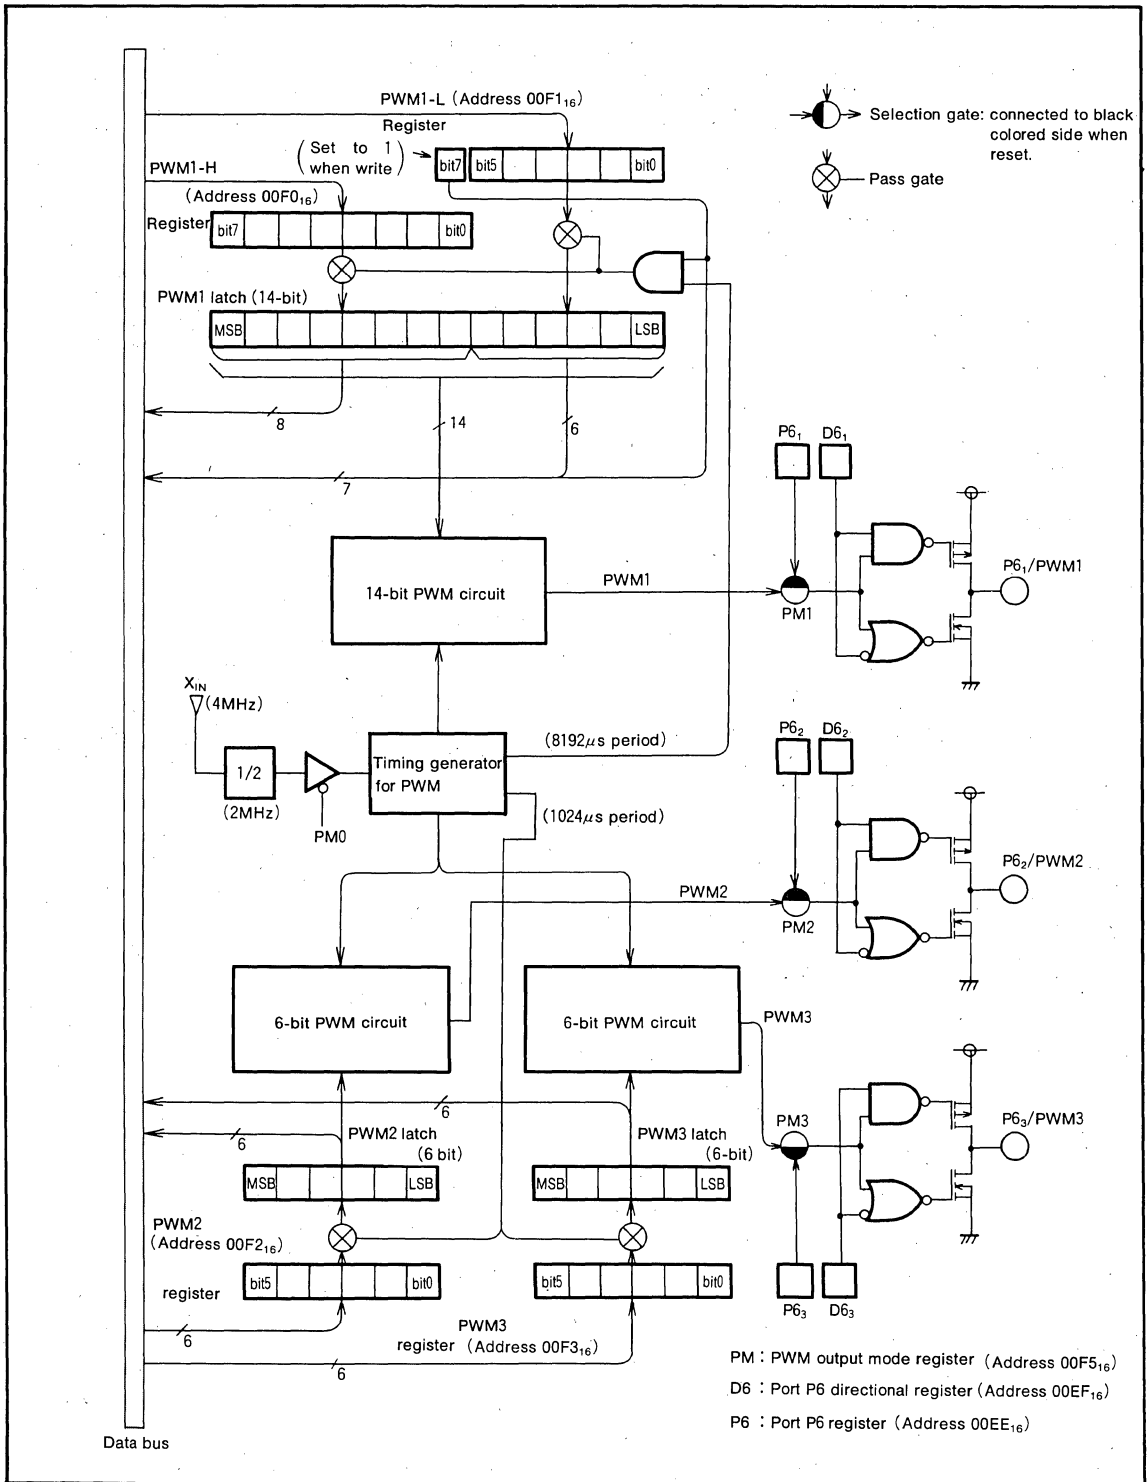 PWM1-L (Address 00F1₁₆)
Register
Selection gate: connected to black
colored side when
reset.
(Set to 1
when write)
bit7
bit5
bit0
PWM1-H
(Address 00F0₁₆)
Pass gate
Register
bit7
bit0
PWM1 latch (14-bit)
MSB
LSB
8
14
6
7
P6₁
D6₁
14-bit PWM circuit
PWM1
PM1
P6₁/PWM1
X_IN
(4MHz)
1/2
(2MHz)
PM0
Timing generator
for PWM
(8192μs period)
(1024μs period)
P6₂
D6₂
PWM2
PM2
P6₂/PWM2
6-bit PWM circuit
6-bit PWM circuit
PWM3
6
6
PM3
P6₃/PWM3
PWM2 latch
(6 bit)
PWM3 latch
(6-bit)
MSB
LSB
MSB
LSB
PWM2
(Address 00F2₁₆)
register
bit5
bit0
bit5
bit0
P6₃
D6₃
6
PWM3
register (Address 00F3₁₆)
6
PM : PWM output mode register (Address 00F5₁₆)
D6 : Port P6 directional register (Address 00EF₁₆)
P6 : Port P6 register (Address 00EE₁₆)
Data bus